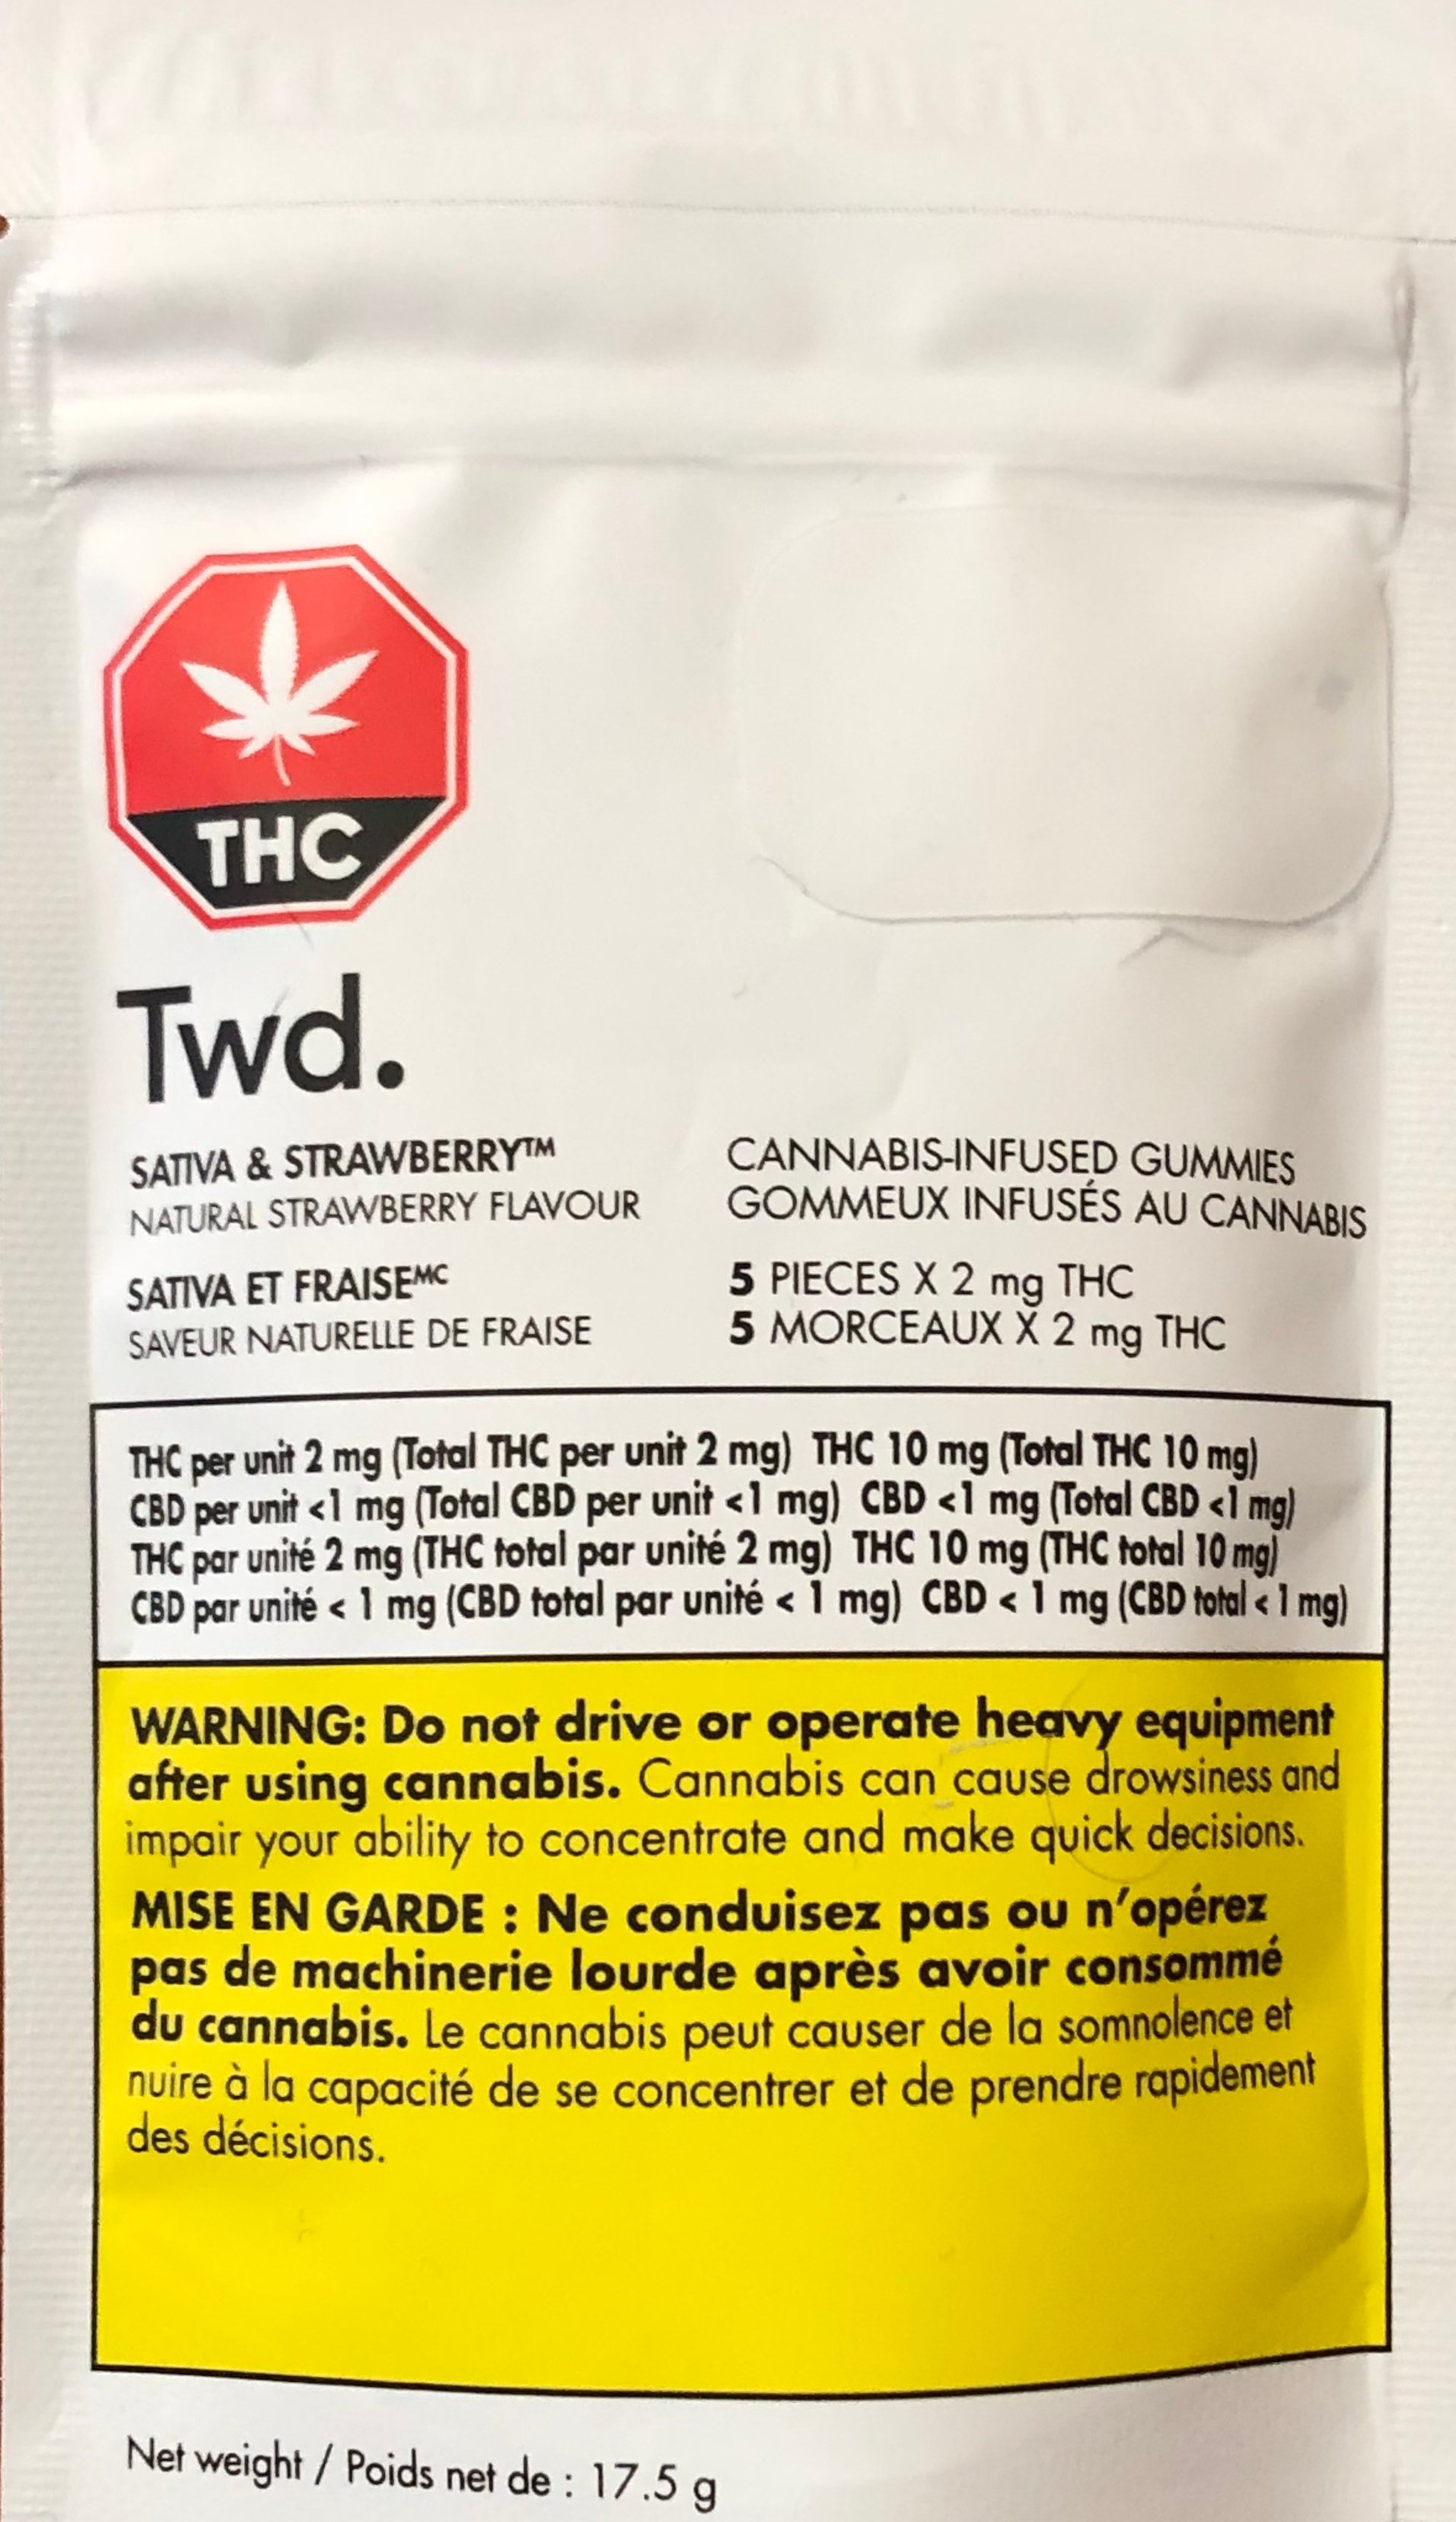 THC
Twd.
SATIVA & STRAWBERRY™
NATURAL STRAWBERRY FLAVOUR
SATIVA ET FRAISEᴹᶜ
SAVEUR NATURELLE DE FRAISE
CANNABIS-INFUSED GUMMIES
GOMMEUX INFUSÉS AU CANNABIS
5 PIECES X 2 mg THC
5 MORCEAUX X 2 mg THC
THC per unit 2 mg (Total THC per unit 2 mg) THC 10 mg (Total THC 10 mg)
CBD per unit <1 mg (Total CBD per unit <1 mg) CBD <1 mg (Total CBD <1 mg)
THC par unité 2 mg (THC total par unité 2 mg) THC 10 mg (THC total 10 mg)
CBD par unité < 1 mg (CBD total par unité < 1 mg) CBD < 1 mg (CBD total < 1 mg)
WARNING: Do not drive or operate heavy equipment
after using cannabis. Cannabis can cause drowsiness and
impair your ability to concentrate and make quick decisions.
MISE EN GARDE : Ne conduisez pas ou n'opérez
pas de machinerie lourde après avoir consommé
du cannabis. Le cannabis peut causer de la somnolence et
nuire à la capacité de se concentrer et de prendre rapidement
des décisions.
Net weight / Poids net de : 17.5 g